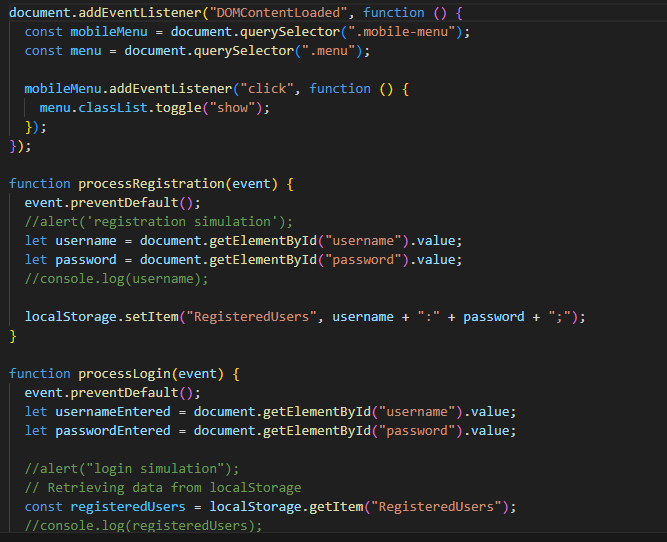 document.addEventListener("DOMContentLoaded", function () {
  const mobileMenu = document.querySelector(".mobile-menu");
  const menu = document.querySelector(".menu");

  mobileMenu.addEventListener("click", function () {
    menu.classList.toggle("show");
  });
});

function processRegistration(event) {
  event.preventDefault();
  //alert('registration simulation');
  let username = document.getElementById("username").value;
  let password = document.getElementById("password").value;
  //console.log(username);

  localStorage.setItem("RegisteredUsers", username + ":" + password + ";");
}

function processLogin(event) {
  event.preventDefault();
  let usernameEntered = document.getElementById("username").value;
  let passwordEntered = document.getElementById("password").value;

  //alert("login simulation");
  // Retrieving data from localStorage
  const registeredUsers = localStorage.getItem("RegisteredUsers");
  //console.log(registeredUsers);